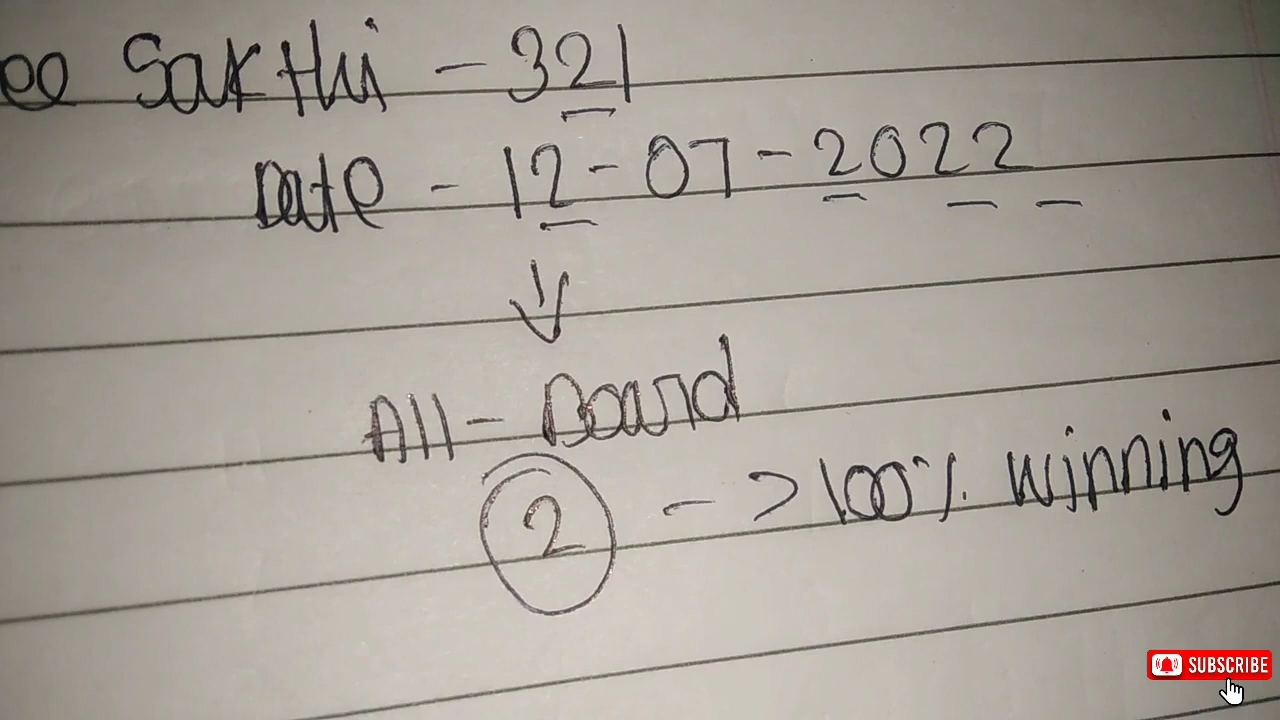 ee Sakthi - 321
Date - 12-07-2022
All-Board
2 -> 100% winning
SUBSCRIBE